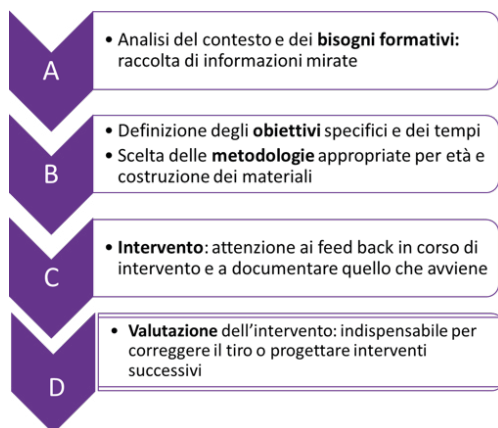 A
• Analisi del contesto e dei bisogni formativi:
raccolta di informazioni mirate
B
• Definizione degli obiettivi specifici e dei tempi
• Scelta delle metodologie appropriate per età e
costruzione dei materiali
C
• Intervento: attenzione ai feed back in corso di
intervento e a documentare quello che avviene
D
• Valutazione dell'intervento: indispensabile per
correggere il tiro o progettare interventi
successivi